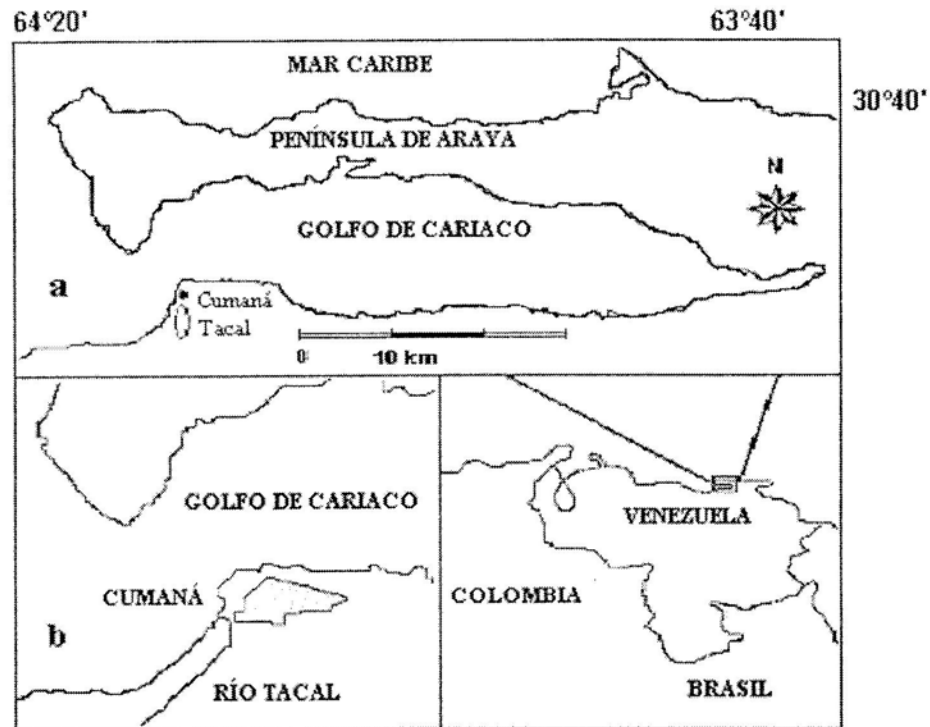 64°20'
63°40'
MAR CARIBE
30°40'
PENÍNSULA DE ARAYA
N
GOLFO DE CARIACO
a
Cumaná
Tacal
0 10 km
GOLFO DE CARIACO
VENEZUELA
CUMANÁ
COLOMBIA
b
RÍO TACAL
BRASIL